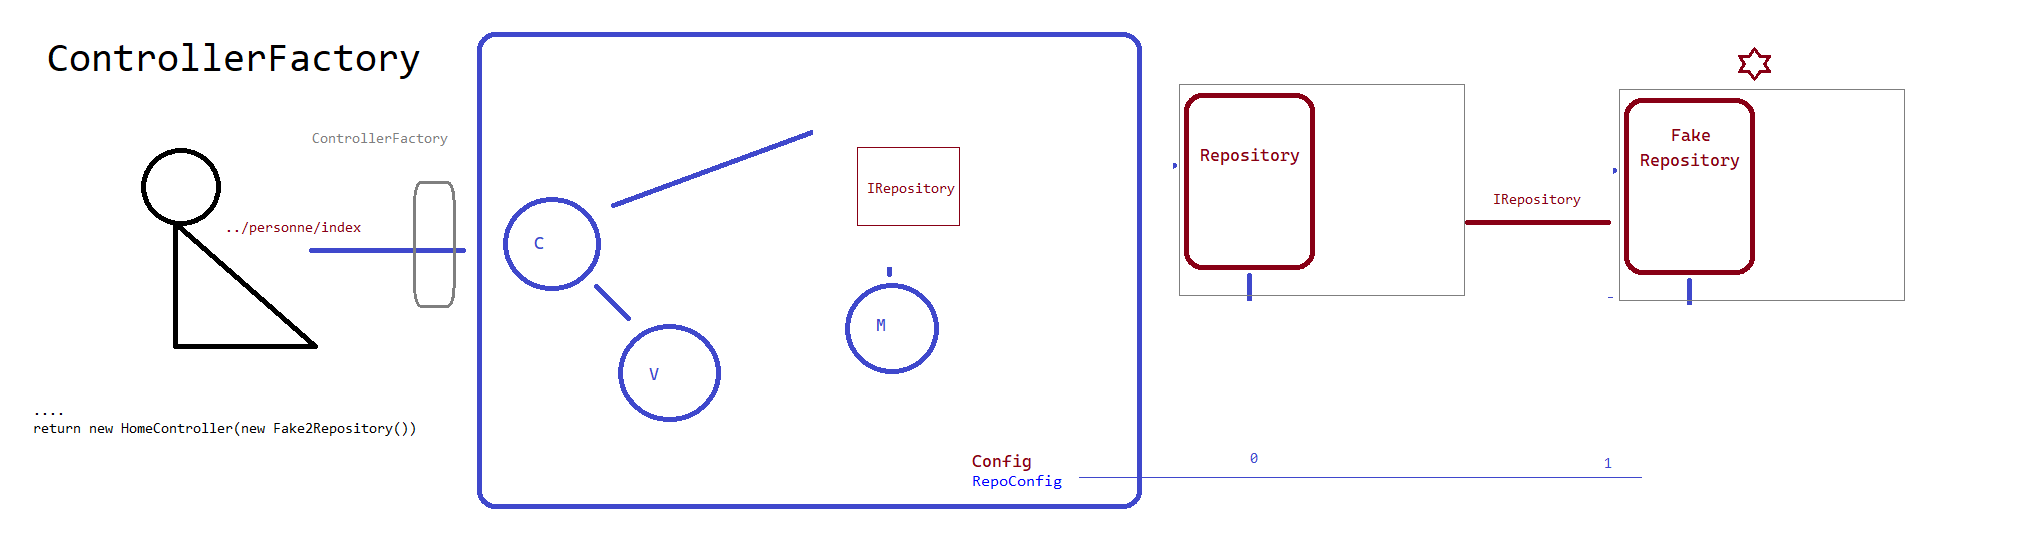 ControllerFactory
ControllerFactory
../personne/index
C
V
IRepository
M
Repository
IRepository
Fake
Repository
....
return new HomeController(new Fake2Repository())
Config
RepoConfig
0
1